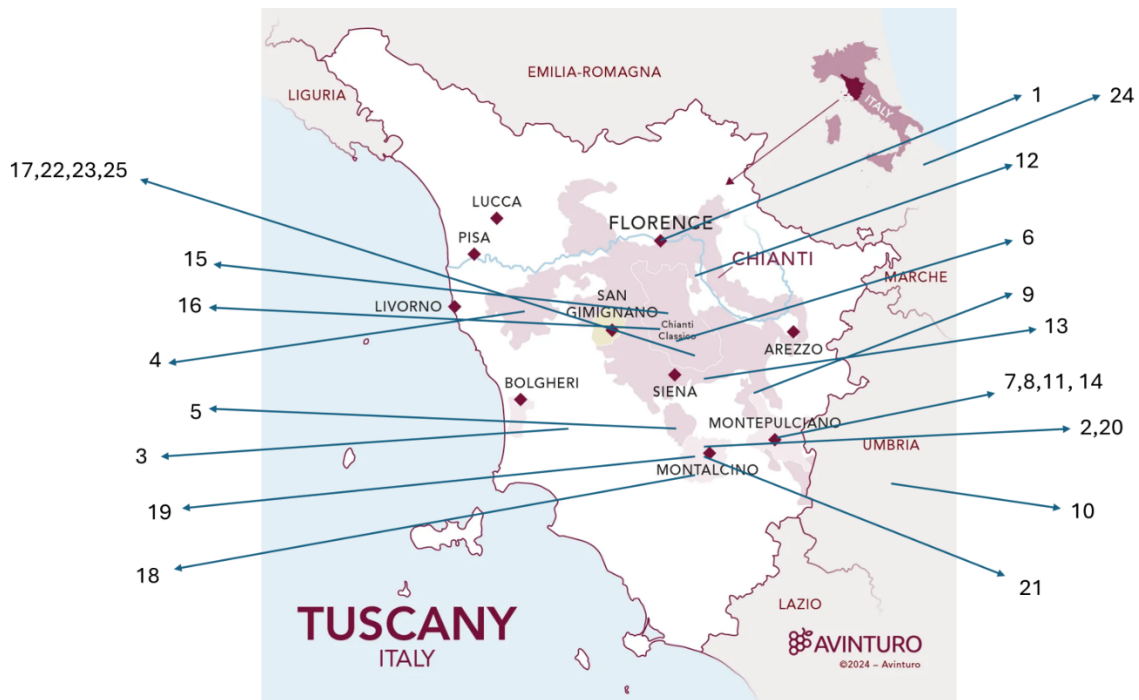 EMILIA-ROMAGNA
LIGURIA
ITALY
1
24
17,22,23,25
12
LUCCA
FLORENCE
PISA
CHIANTI
6
15
MARCHE
SAN
GIMIGNANO
9
16
LIVORNO
Chianti
Classico
13
AREZZO
4
7,8,11, 14
BOLGHERI
SIENA
5
MONTEPULCIANO
2,20
UMBRIA
3
MONTALCINO
19
10
18
21
LAZIO
TUSCANY
ITALY
AVINTURO
©2024 – Avinturo